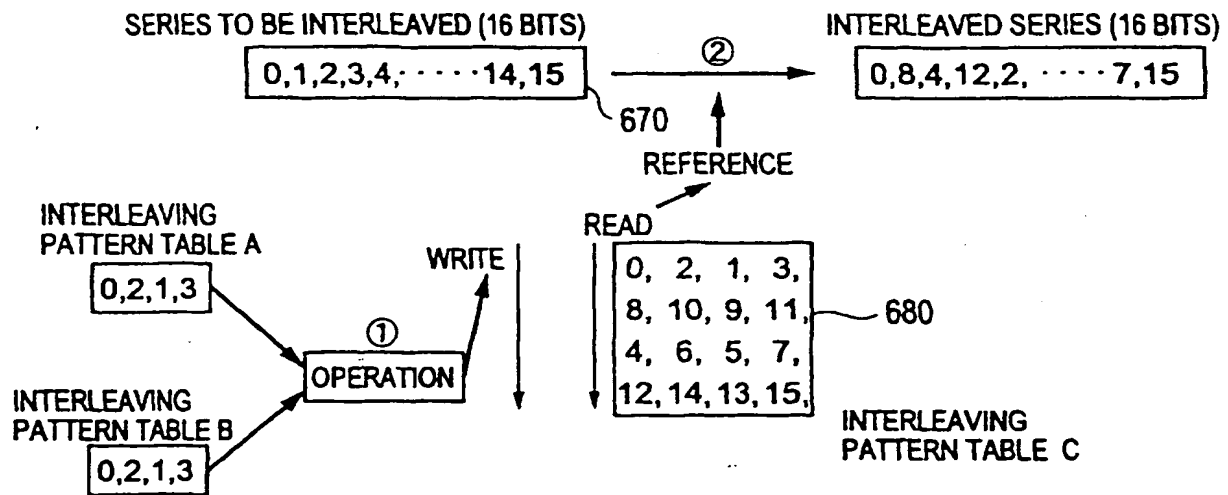 SERIES TO BE INTERLEAVED (16 BITS)
INTERLEAVED SERIES (16 BITS)
0,1,2,3,4,·····14,15
②
0,8,4,12,2, ····7,15
670
REFERENCE
INTERLEAVING
PATTERN TABLE A
0,2,1,3
WRITE
READ
0, 2, 1, 3,
8, 10, 9, 11,
4, 6, 5, 7,
12, 14, 13, 15,
680
①
OPERATION
INTERLEAVING
PATTERN TABLE B
0,2,1,3
INTERLEAVING
PATTERN TABLE C